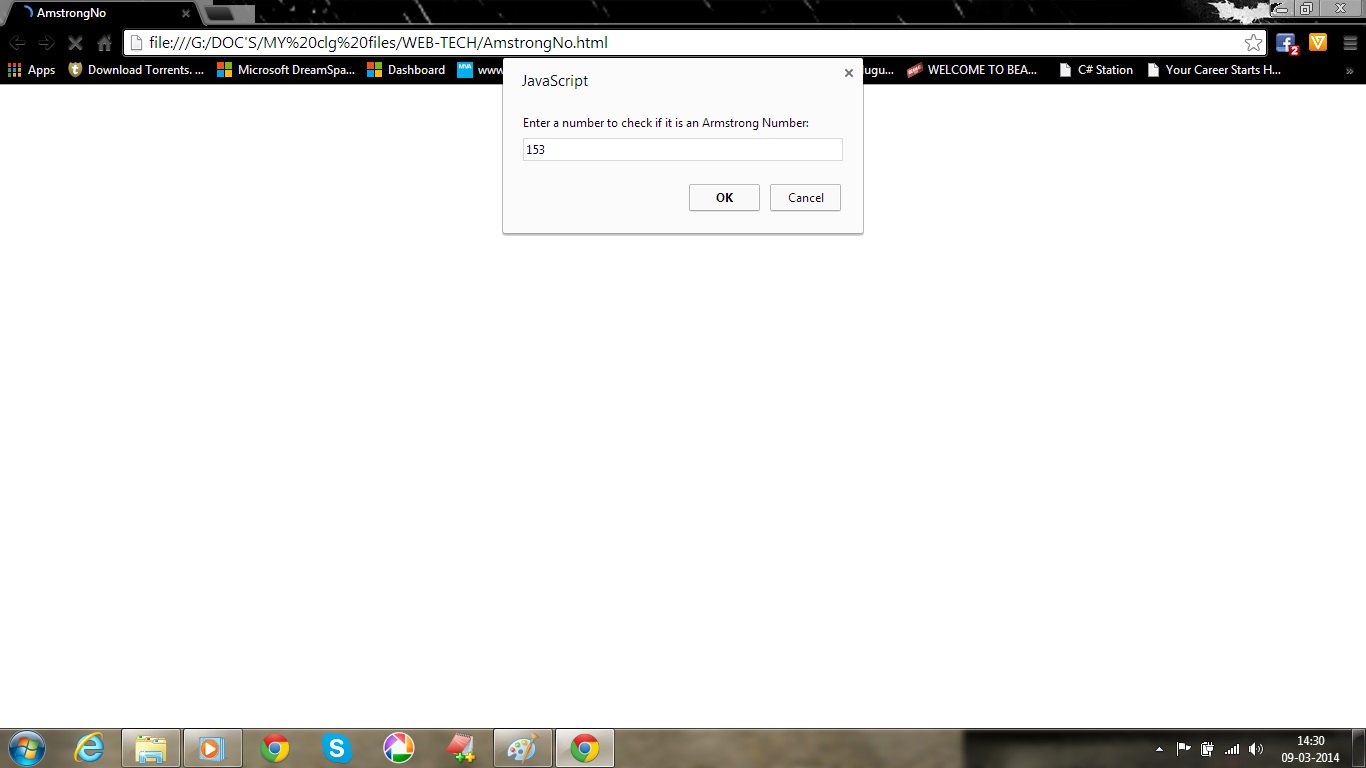 AmstrongNo
file:///G:/DOC'S/MY%20clg%20files/WEB-TECH/AmstrongNo.html
Apps Download Torrents. ... Microsoft DreamSpa... Dashboard MVA www ugu... WELCOME TO BEA... C# Station Your Career Starts H... »
JavaScript
Enter a number to check if it is an Armstrong Number:
153
OK Cancel
2
14:30
09-03-2014